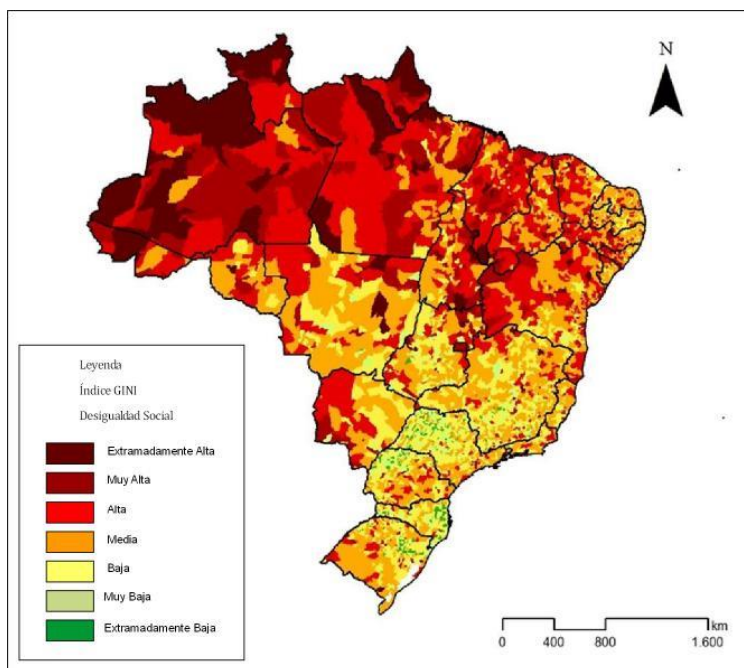 N
Leyenda
Índice GINI
Desigualdad Social
Extramadamente Alta
Muy Alta
Alta
Media
Baja
Muy Baja
Extramadamente Baja
km
0 400 800 1.600